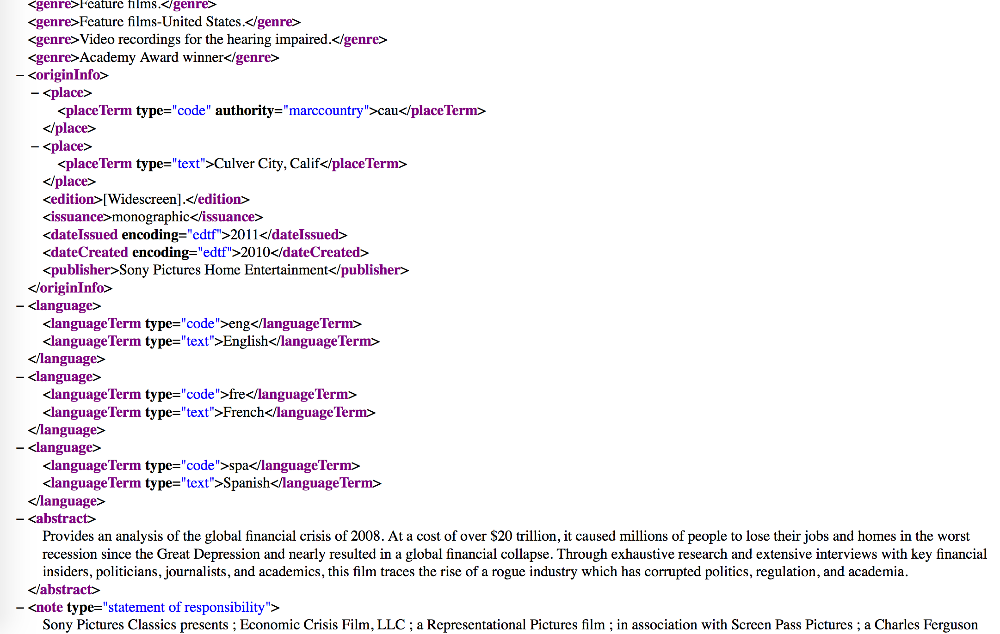 <genre>Feature films.</genre>
<genre>Feature films-United States.</genre>
<genre>Video recordings for the hearing impaired.</genre>
<genre>Academy Award winner</genre>
– <originInfo>
– <place>
<placeTerm type="code" authority="marccountry">cau</placeTerm>
</place>
– <place>
<placeTerm type="text">Culver City, Calif</placeTerm>
</place>
<edition>[Widescreen].</edition>
<issuance>monographic</issuance>
<dateIssued encoding="edtf">2011</dateIssued>
<dateCreated encoding="edtf">2010</dateCreated>
<publisher>Sony Pictures Home Entertainment</publisher>
</originInfo>
– <language>
<languageTerm type="code">eng</languageTerm>
<languageTerm type="text">English</languageTerm>
</language>
– <language>
<languageTerm type="code">fre</languageTerm>
<languageTerm type="text">French</languageTerm>
</language>
– <language>
<languageTerm type="code">spa</languageTerm>
<languageTerm type="text">Spanish</languageTerm>
</language>
– <abstract>
Provides an analysis of the global financial crisis of 2008. At a cost of over $20 trillion, it caused millions of people to lose their jobs and homes in the worst
recession since the Great Depression and nearly resulted in a global financial collapse. Through exhaustive research and extensive interviews with key financial
insiders, politicians, journalists, and academics, this film traces the rise of a rogue industry which has corrupted politics, regulation, and academia.
</abstract>
– <note type="statement of responsibility">
Sony Pictures Classics presents ; Economic Crisis Film, LLC ; a Representational Pictures film ; in association with Screen Pass Pictures ; a Charles Ferguson